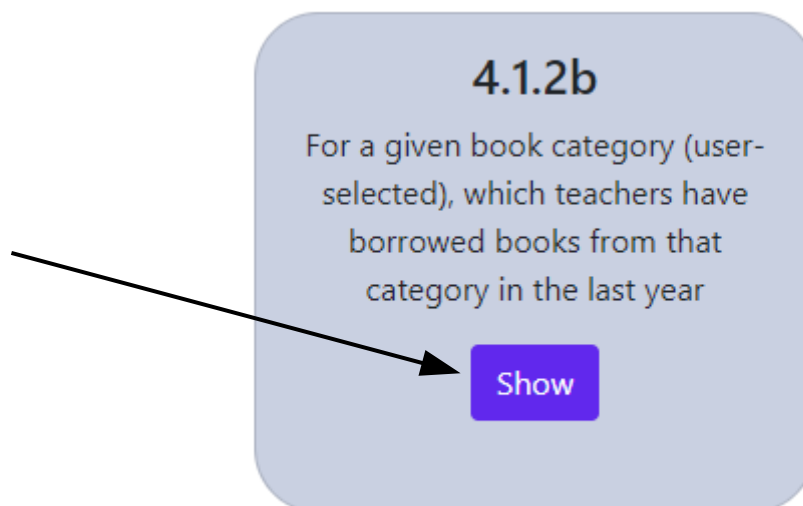 4.1.2b
For a given book category (user-
selected), which teachers have
borrowed books from that
category in the last year
Show